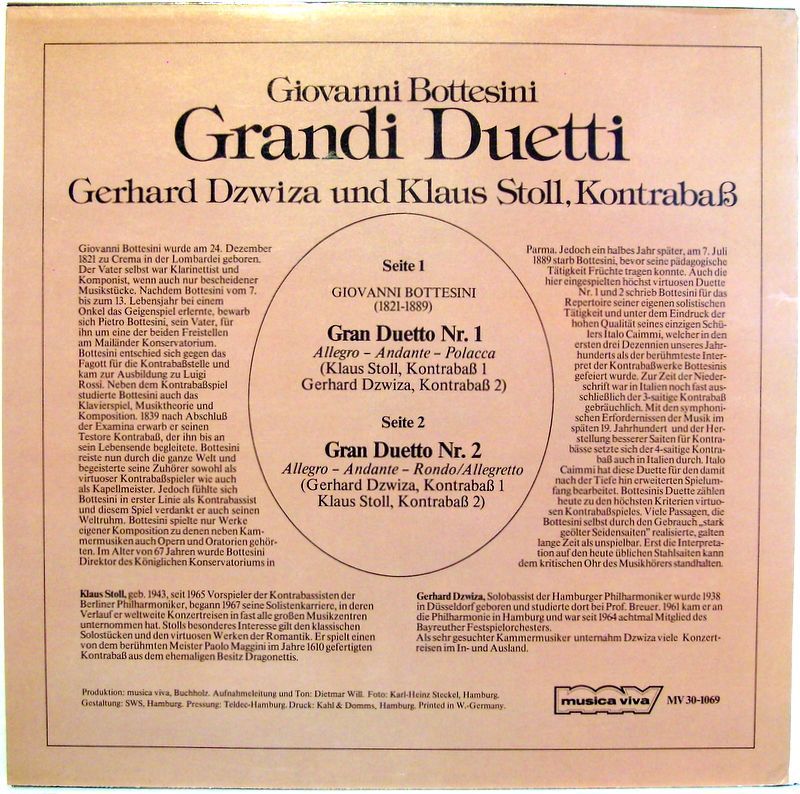 Giovanni Bottesini
Grandi Duetti
Gerhard Dzwiza und Klaus Stoll, Kontrabaß
Giovanni Bottesini wurde am 24. Dezember
1821 zu Crema in der Lombardei geboren.
Der Vater selbst war Klarinettist und
Komponist, wenn auch nur bescheidener
Musikstücke. Nachdem Bottesini vom 7.
bis zum 13. Lebensjahr bei einem
Onkel das Geigenspiel erlernte, bewarb
sich Pietro Bottesini, sein Vater, für
ihn um eine der beiden Freistellen
am Mailänder Konservatorium.
Bottesini entschied sich gegen das
Fagott für die Kontrabaßstelle und
kam zur Ausbildung zu Luigi
Rossi. Neben dem Kontrabaßspiel
studierte Bottesini auch das
Klavierspiel, Musiktheorie und
Komposition. 1839 nach Abschluß
der Examina erwarb er seinen
Testore Kontrabaß, der ihn bis an
sein Lebensende begleitete. Bottesini
reiste nun durch die ganze Welt und
begeisterte seine Zuhörer sowohl als
virtuoser Kontrabaßspieler wie auch
als Kapellmeister. Jedoch fühlte sich
Bottesini in erster Linie als Kontrabassist
und diesem Spiel verdankt er auch seinen
Weltruhm. Bottesini spielte nur Werke
eigener Komposition zu denen neben Kam-
mermusiken auch Opern und Oratorien gehör-
ten. Im Alter von 67 Jahren wurde Bottesini
Direktor des Königlichen Konservatoriums in
Seite 1
GIOVANNI BOTTESINI
(1821-1889)
Gran Duetto Nr. 1
Allegro – Andante – Polacca
(Klaus Stoll, Kontrabaß 1
Gerhard Dzwiza, Kontrabaß 2)
Seite 2
Gran Duetto Nr. 2
Allegro – Andante – Rondo/Allegretto
(Gerhard Dzwiza, Kontrabaß 1
Klaus Stoll, Kontrabaß 2)
Parma. Jedoch ein halbes Jahr später, am 7. Juli
1889 starb Bottesini, bevor seine pädagogische
Tätigkeit Früchte tragen konnte. Auch die
hier eingespielten höchst virtuosen Duette
Nr. 1 und 2 schrieb Bottesini für das
Repertoire seiner eigenen solistischen
Tätigkeit und unter dem Eindruck der
hohen Qualität seines einzigen Schü-
lers Italo Caimmi, welcher in den
ersten drei Dezennien unseres Jahr-
hunderts als der berühmteste Inter-
pret der Kontrabaßwerke Bottesinis
gefeiert wurde. Zur Zeit der Nieder-
schrift war in Italien noch fast aus-
schließlich der 3-saitige Kontrabaß
gebräuchlich. Mit den symphoni-
schen Erfordernissen der Musik im
späten 19. Jahrhundert und der Her-
stellung besserer Saiten für Kontra-
bässe setzte sich der 4-saitige Kontra-
baß auch in Italien durch. Italo
Caimmi hat diese Duette für den damit
nach der Tiefe hin erweiterten Spielum-
fang bearbeitet. Bottesinis Duette zählen
heute zu den höchsten Kriterien virtuo-
sen Kontrabaßspieles. Viele Passagen, die
Bottesini selbst durch den Gebrauch „stark
geölter Seidensaiten” realisierte, galten
lange Zeit als unspielbar. Erst die Interpreta-
tion auf den heute üblichen Stahlsaiten kann
dem kritischen Ohr des Musikhörers standhalten.
Klaus Stoll, geb. 1943, seit 1965 Vorspieler der Kontrabassisten der
Berliner Philharmoniker, begann 1967 seine Solistenkarriere, in deren
Verlauf er weltweite Konzertreisen in fast alle großen Musikzentren
unternommen hat. Stolls besonderes Interesse gilt den klassischen
Solostücken und den virtuosen Werken der Romantik. Er spielt einen
von dem berühmten Meister Paolo Maggini im Jahre 1610 gefertigten
Kontrabaß aus dem ehemaligen Besitz Dragonettis.
Gerhard Dzwiza, Solobassist der Hamburger Philharmoniker wurde 1938
in Düsseldorf geboren und studierte dort bei Prof. Breuer. 1961 kam er an
die Philharmonie in Hamburg und war seit 1964 achtmal Mitglied des
Bayreuther Festspielorchesters.
Als sehr gesuchter Kammermusiker unternahm Dzwiza viele Konzert-
reisen im In- und Ausland.
Produktion: musica viva, Buchholz. Aufnahmeleitung und Ton: Dietmar Will. Foto: Karl-Heinz Steckel, Hamburg.
Gestaltung: SWS, Hamburg. Pressung: Teldec-Hamburg. Druck: Kahl & Domms, Hamburg. Printed in W.-Germany.
mv
musica viva
MV 30-1069